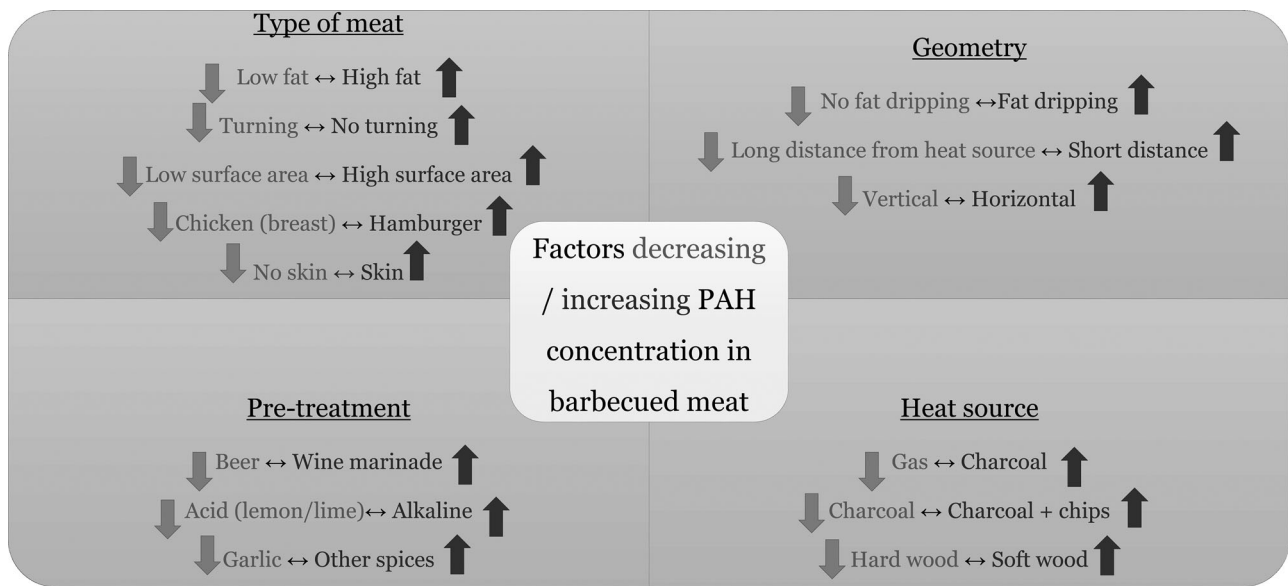 Type of meat
Low fat ↔ High fat
Turning ↔ No turning
Low surface area ↔ High surface area
Chicken (breast) ↔ Hamburger
No skin ↔ Skin
Geometry
No fat dripping ↔Fat dripping
Long distance from heat source ↔ Short distance
Vertical ↔ Horizontal
Factors decreasing
/ increasing PAH
concentration in
barbecued meat
Pre-treatment
Beer ↔ Wine marinade
Acid (lemon/lime)↔ Alkaline
Garlic ↔ Other spices
Heat source
Gas ↔ Charcoal
Charcoal ↔ Charcoal + chips
Hard wood ↔ Soft wood